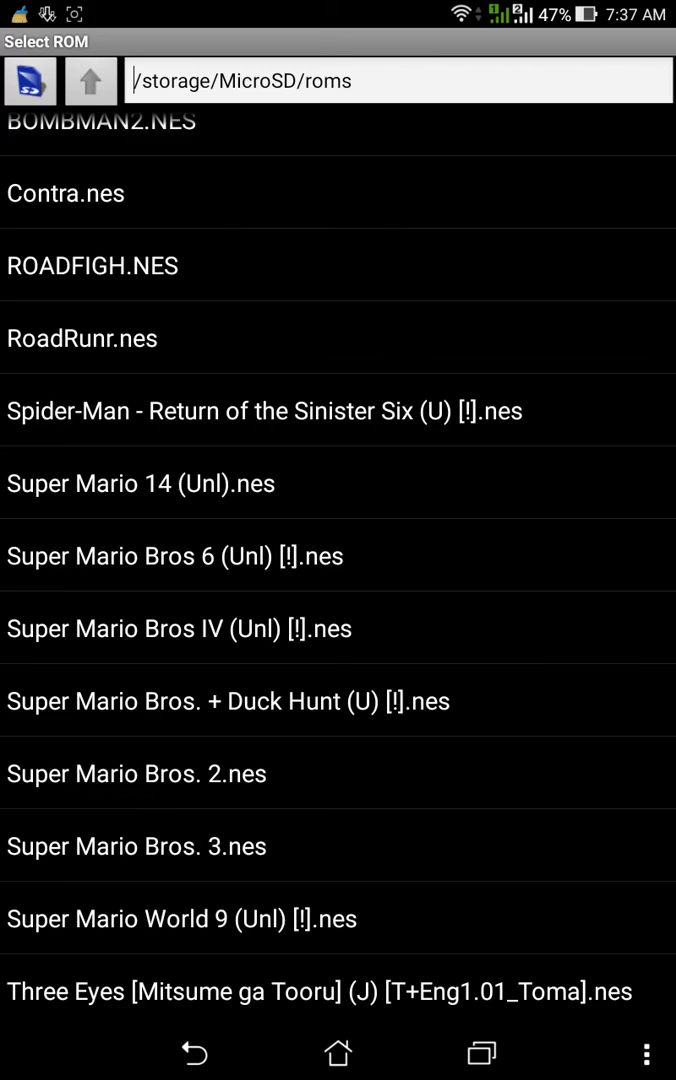 47% 7:37 AM
Select ROM
SD /storage/MicroSD/roms
BOMBMAN2.NES
Contra.nes
ROADFIGH.NES
RoadRunr.nes
Spider-Man - Return of the Sinister Six (U) [!].nes
Super Mario 14 (Unl).nes
Super Mario Bros 6 (Unl) [!].nes
Super Mario Bros IV (Unl) [!].nes
Super Mario Bros. + Duck Hunt (U) [!].nes
Super Mario Bros. 2.nes
Super Mario Bros. 3.nes
Super Mario World 9 (Unl) [!].nes
Three Eyes [Mitsume ga Tooru] (J) [T+Eng1.01_Toma].nes